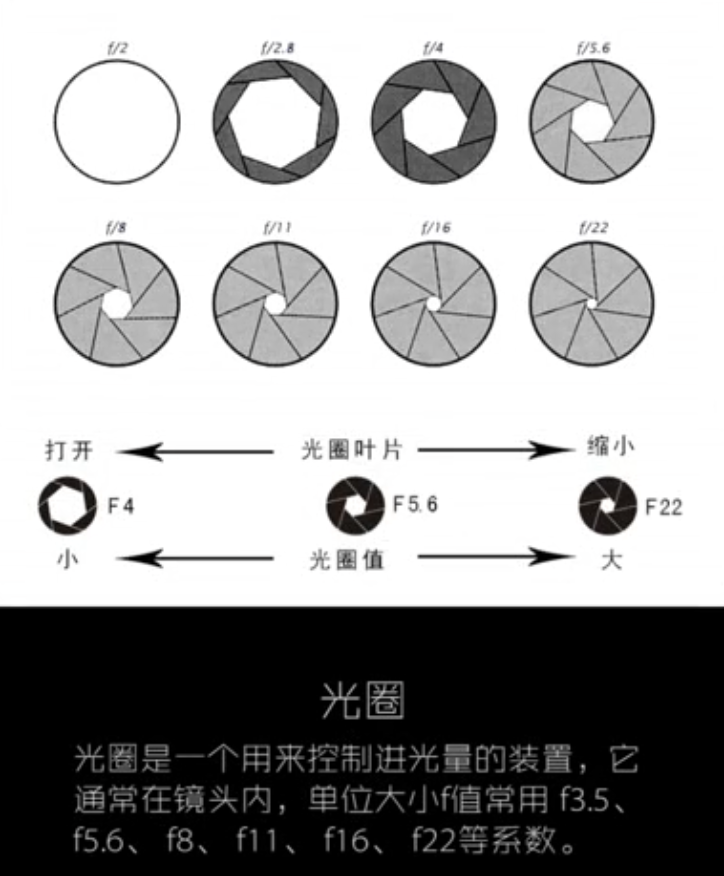 f/2 f/2.8 f/4 f/5.6
f/8 f/11 f/16 f/22
打开 光圈叶片 缩小
F4 F5.6 F22
小 光圈值 大
光圈
光圈是一个用来控制进光量的装置，它
通常在镜头内，单位大小f值常用 f3.5、
f5.6、 f8、 f11、 f16、 f22等系数。